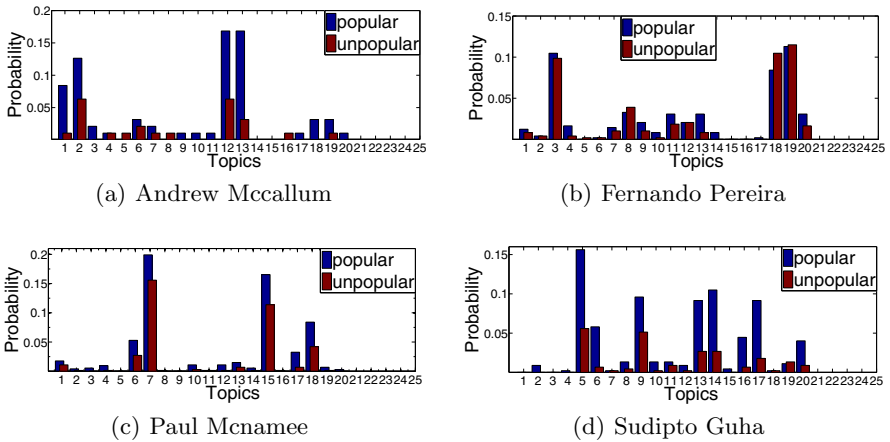 0.2
0.15
0.1
0.05
Probability
popular
unpopular
1 2 3 4 5 6 7 8 9 10 11 12 13 14 15 16 17 18 19 20 21 22 23 24 25
Topics
(a) Andrew Mccallum
0.15
0.1
0.05
Probability
popular
unpopular
1 2 3 4 5 6 7 8 9 10 11 12 13 14 15 16 17 18 19 20 21 22 23 24 25
Topics
(b) Fernando Pereira
0.2
0.15
0.1
0.05
Probability
popular
unpopular
1 2 3 4 5 6 7 8 9 10 11 12 13 14 15 16 17 18 19 20 21 22 23 24 25
Topics
(c) Paul Mcnamee
0.15
0.1
0.05
Probability
popular
unpopular
1 2 3 4 5 6 7 8 9 10 11 12 13 14 15 16 17 18 19 20 21 22 23 24 25
Topics
(d) Sudipto Guha